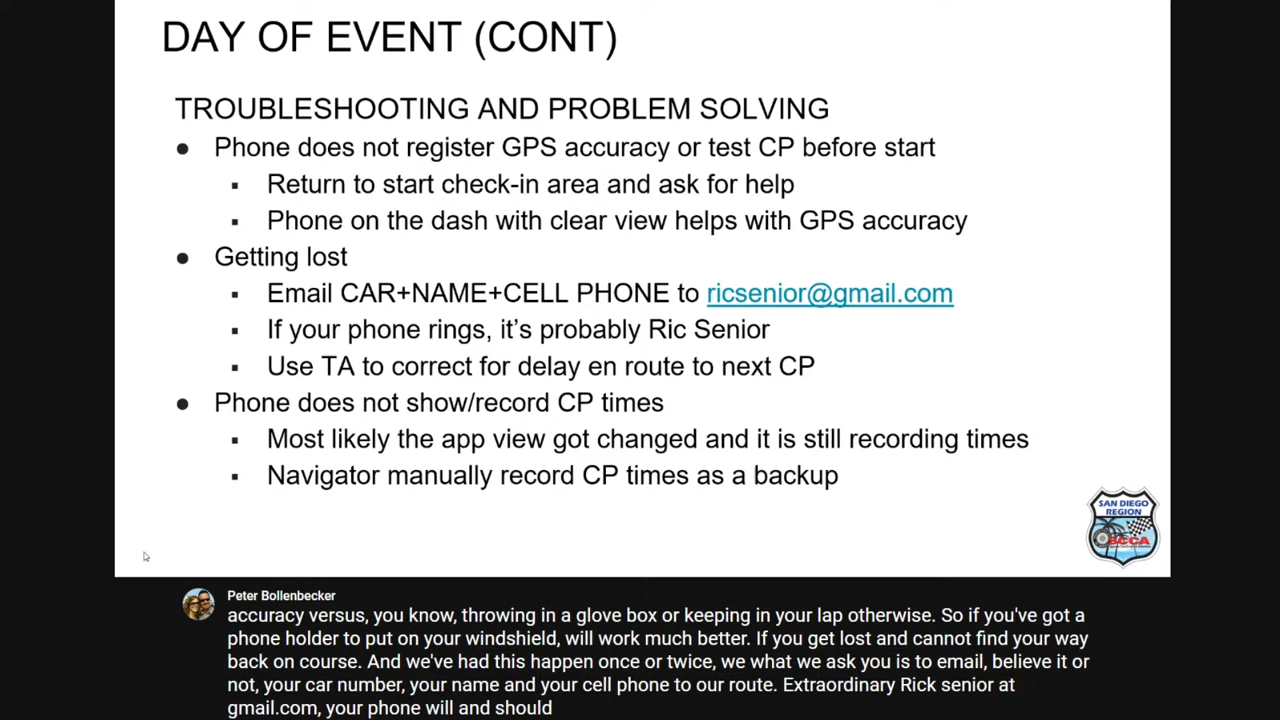 DAY OF EVENT (CONT)
TROUBLESHOOTING AND PROBLEM SOLVING
● Phone does not register GPS accuracy or test CP before start
▪ Return to start check-in area and ask for help
▪ Phone on the dash with clear view helps with GPS accuracy
● Getting lost
▪ Email CAR+NAME+CELL PHONE to ricsenior@gmail.com
▪ If your phone rings, it's probably Ric Senior
▪ Use TA to correct for delay en route to next CP
● Phone does not show/record CP times
▪ Most likely the app view got changed and it is still recording times
▪ Navigator manually record CP times as a backup
SAN DIEGO
REGION
SCCA
Peter Bollenbecker
accuracy versus, you know, throwing in a glove box or keeping in your lap otherwise. So if you've got a
phone holder to put on your windshield, will work much better. If you get lost and cannot find your way
back on course. And we've had this happen once or twice, we what we ask you is to email, believe it or
not, your car number, your name and your cell phone to our route. Extraordinary Rick senior at
gmail.com, your phone will and should